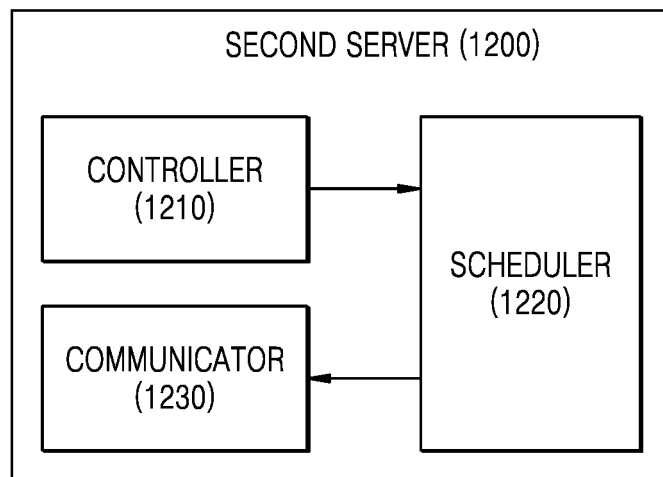 SECOND SERVER (1200)
CONTROLLER
(1210)
SCHEDULER
(1220)
COMMUNICATOR
(1230)